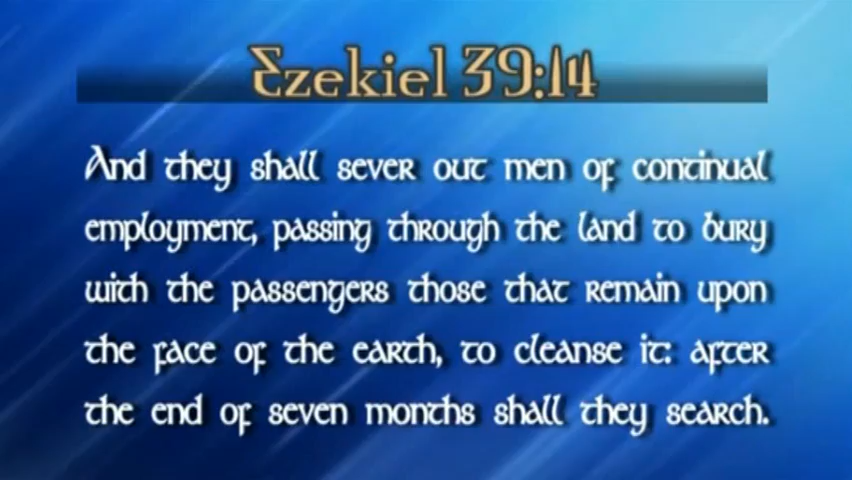 Ezekiel 39:14
And they shall sever out men of continual
employment, passing through the land to bury
with the passengers those that remain upon
the face of the earth, to cleanse it: after
the end of seven months shall they search.